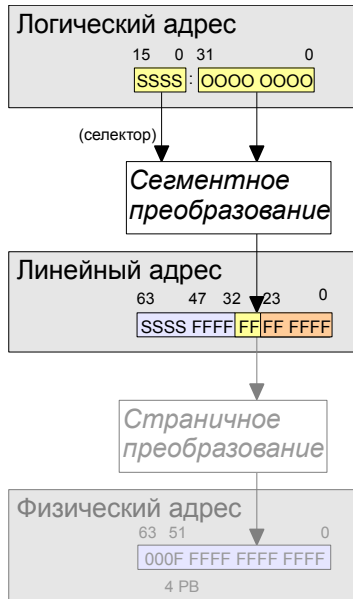 Логический адрес
15 0 31 0
SSSS : OOOO OOOO
(селектор)
Сегментное
преобразование
Линейный адрес
63 47 32 23 0
SSSS FFFF FF FF FFFF
Страничное
преобразование
Физический адрес
63 51 0
000F FFFF FFFF FFFF
4 PB